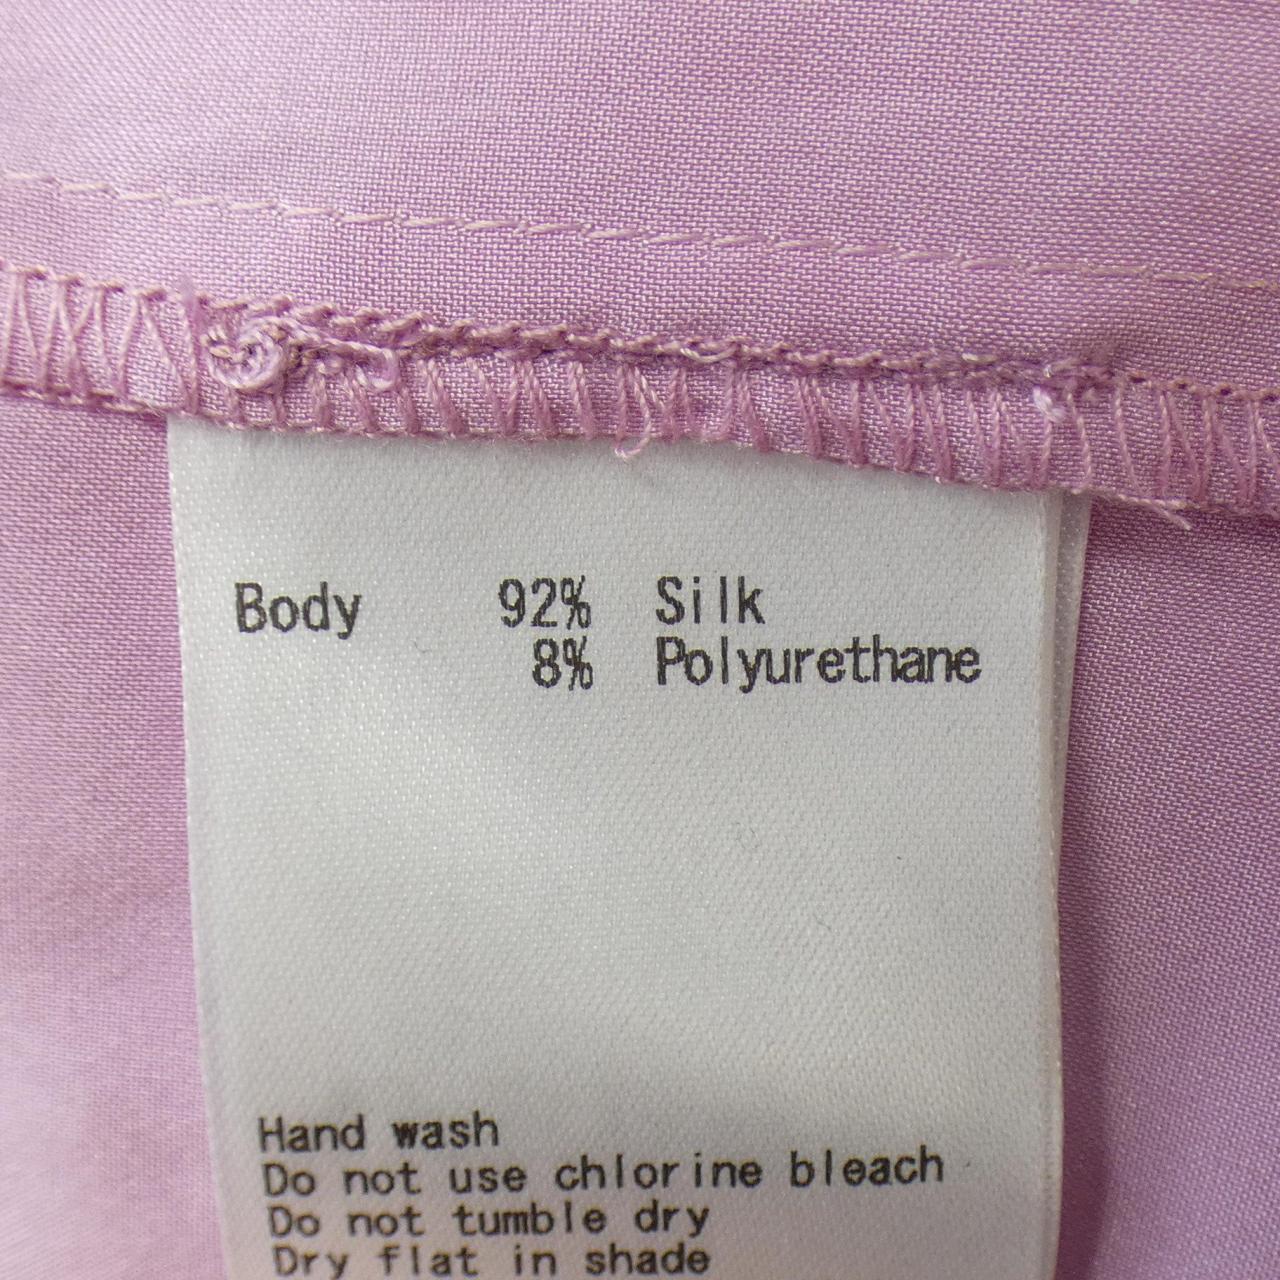 Body 92% Silk
8% Polyurethane
Hand wash
Do not use chlorine bleach
Do not tumble dry
Dry flat in shade